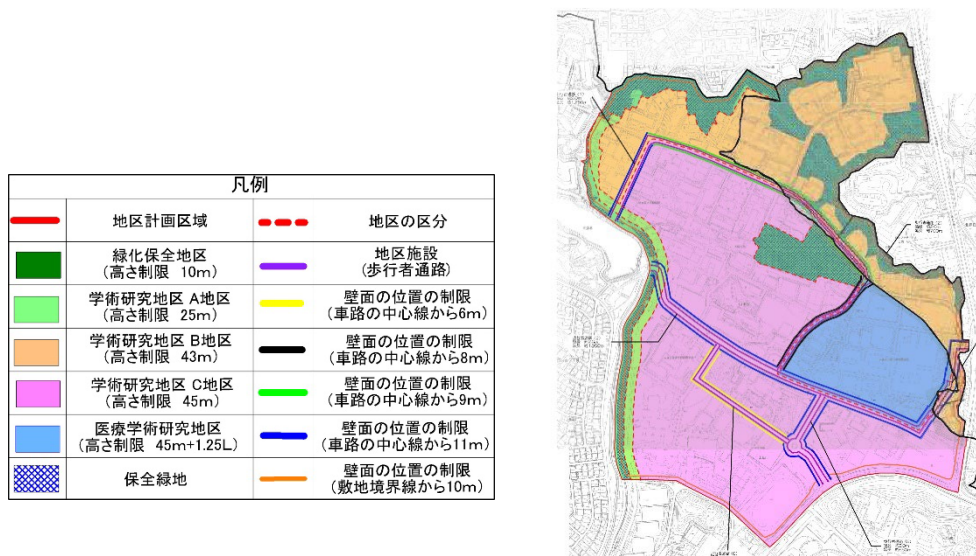 凡例
地区計画区域
地区の区分
緑化保全地区
(高さ制限 10m)
地区施設
(歩行者通路)
学術研究地区 A地区
(高さ制限 25m)
壁面の位置の制限
(車路の中心線から6m)
学術研究地区 B地区
(高さ制限 43m)
壁面の位置の制限
(車路の中心線から8m)
学術研究地区 C地区
(高さ制限 45m)
壁面の位置の制限
(車路の中心線から9m)
医療学術研究地区
(高さ制限 45m+1.25L)
壁面の位置の制限
(車路の中心線から11m)
保全緑地
壁面の位置の制限
(敷地境界線から10m)